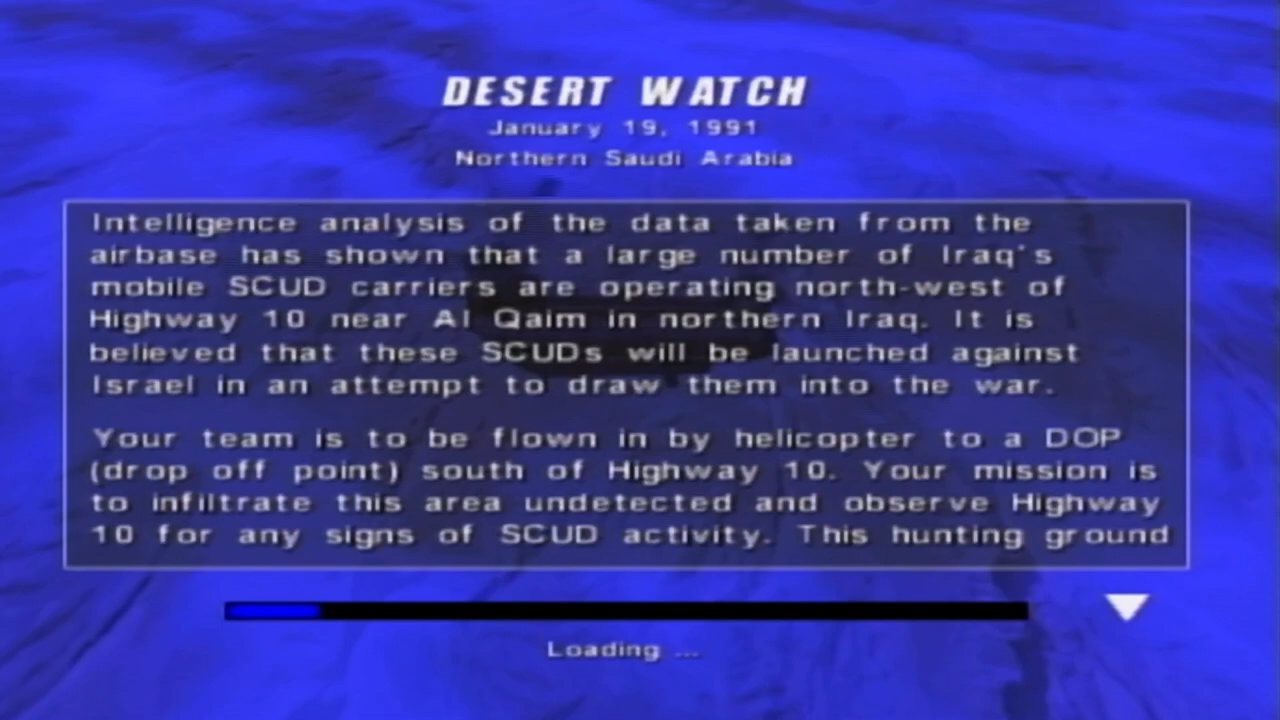 DESERT WATCH
January 19, 1991
Northern Saudi Arabia
Intelligence analysis of the data taken from the
airbase has shown that a large number of Iraq's
mobile SCUD carriers are operating north-west of
Highway 10 near Al Qaim in northern Iraq. It is
believed that these SCUDs will be launched against
Israel in an attempt to draw them into the war.
Your team is to be flown in by helicopter to a DOP
(drop off point) south of Highway 10. Your mission is
to infiltrate this area undetected and observe Highway
10 for any signs of SCUD activity. This hunting ground
Loading ...